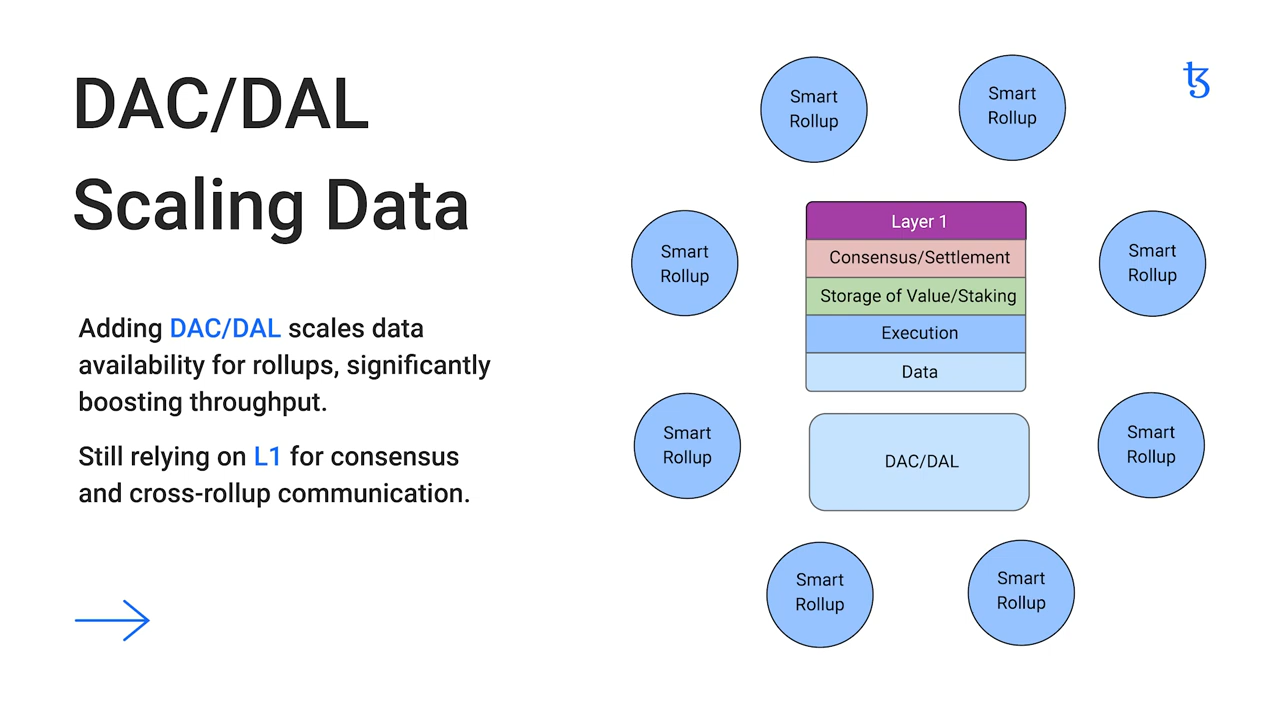 DAC/DAL
Scaling Data
Adding DAC/DAL scales data
availability for rollups, significantly
boosting throughput.
Still relying on L1 for consensus
and cross-rollup communication.
Smart
Rollup
Smart
Rollup
Smart
Rollup
Layer 1
Consensus/Settlement
Storage of Value/Staking
Execution
Data
Smart
Rollup
Smart
Rollup
DAC/DAL
Smart
Rollup
Smart
Rollup
Smart
Rollup